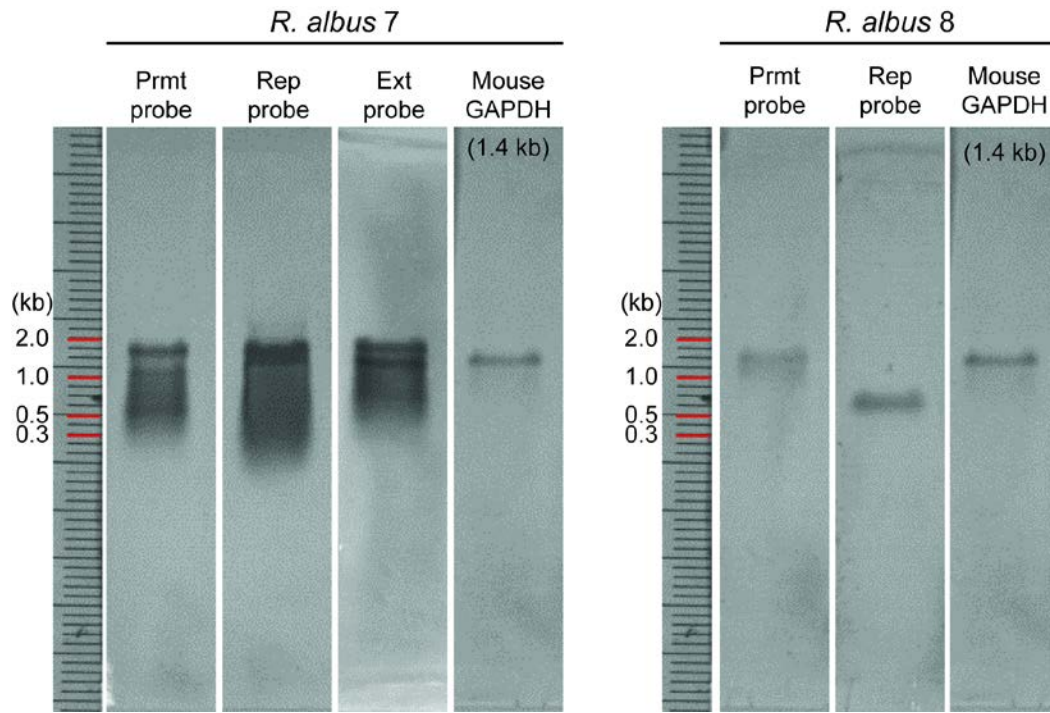 R. albus 7
Prmt probe
Rep probe
Ext probe
Mouse GAPDH
(1.4 kb)
(kb)
2.0
1.0
0.5
0.3
R. albus 8
Prmt probe
Rep probe
Mouse GAPDH
(1.4 kb)
(kb)
2.0
1.0
0.5
0.3